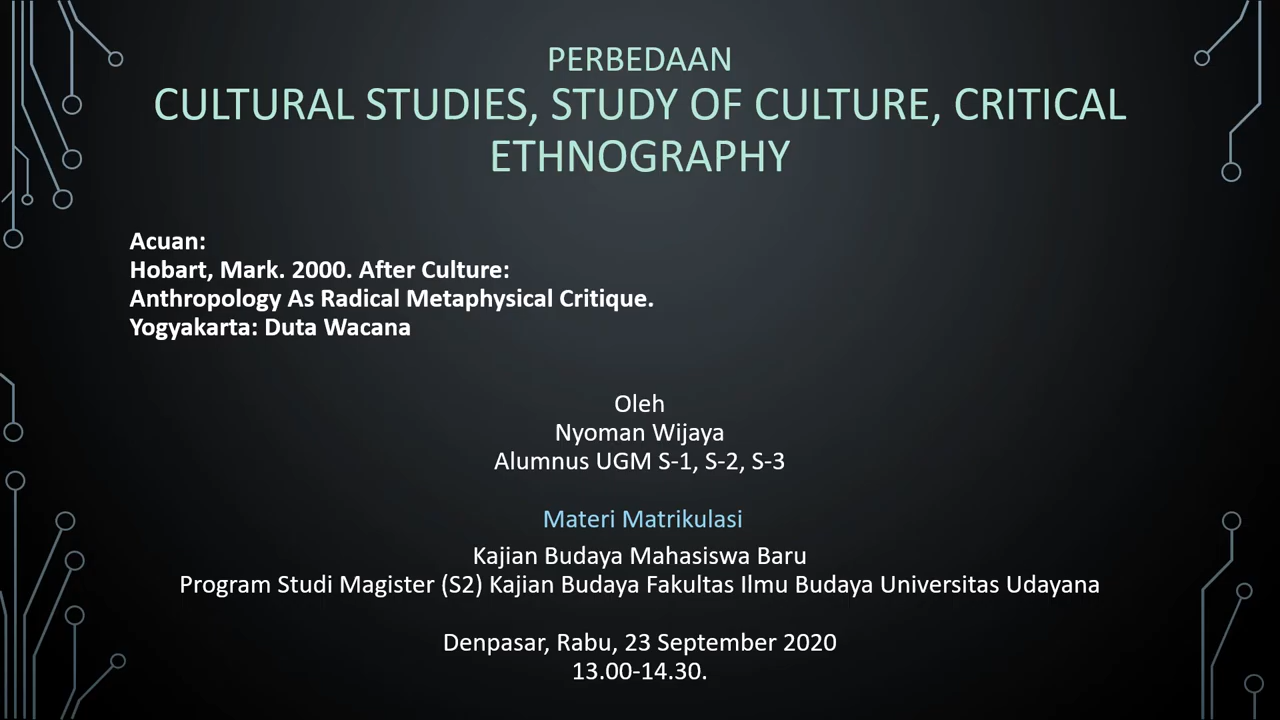 PERBEDAAN
CULTURAL STUDIES, STUDY OF CULTURE, CRITICAL
ETHNOGRAPHY
Acuan:
Hobart, Mark. 2000. After Culture:
Anthropology As Radical Metaphysical Critique.
Yogyakarta: Duta Wacana
Oleh
Nyoman Wijaya
Alumnus UGM S-1, S-2, S-3
Materi Matrikulasi
Kajian Budaya Mahasiswa Baru
Program Studi Magister (S2) Kajian Budaya Fakultas Ilmu Budaya Universitas Udayana
Denpasar, Rabu, 23 September 2020
13.00-14.30.